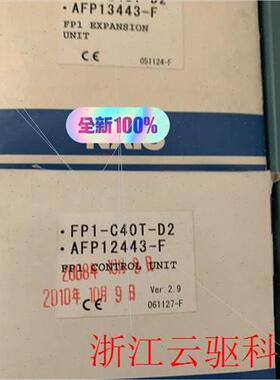 · AFP13443-F
FP1 EXPANSION
UNIT
CE
051124-F
全新100%
NAIS
· FP1-C40T-D2
· AFP12443-F
FP1 CONTROL UNIT
2010年10月9日
Ver.2.9
CE
061127-F
浙江云驱科